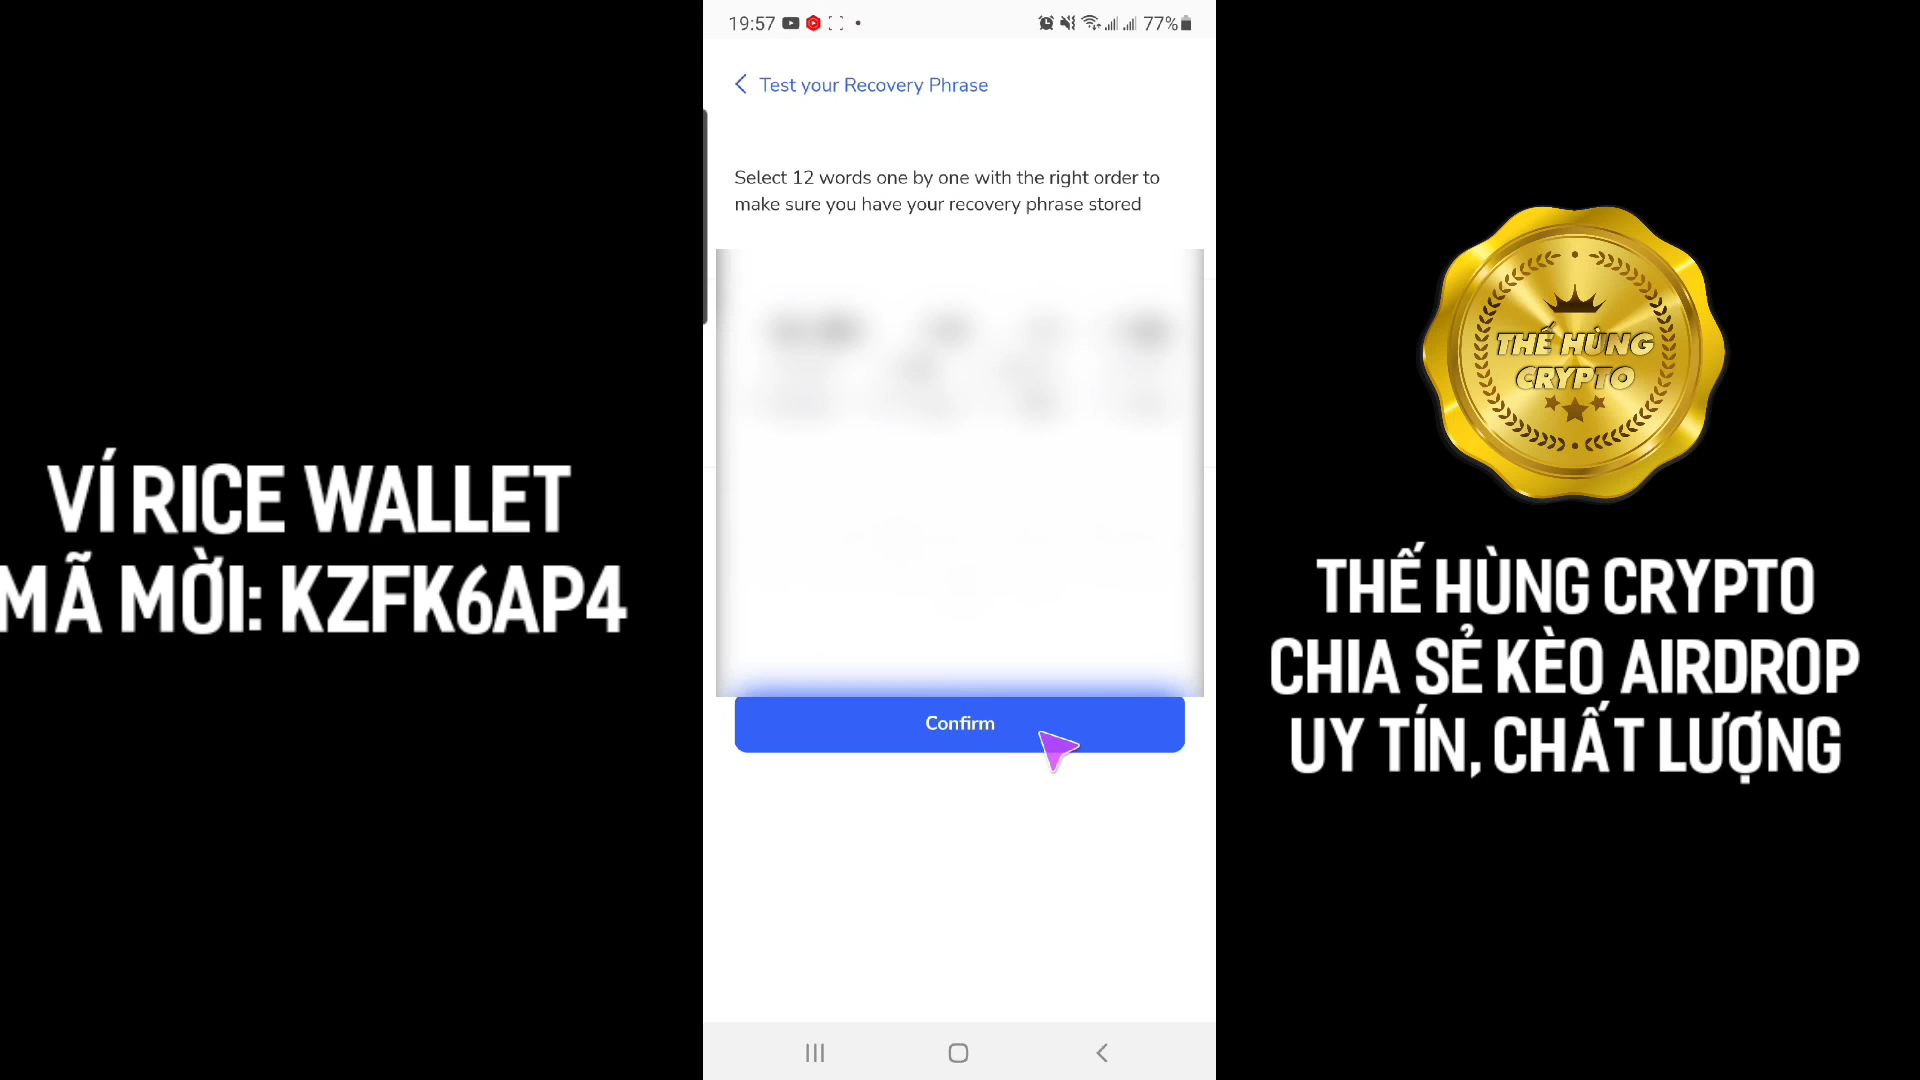 19:57
77%
Test your Recovery Phrase
Select 12 words one by one with the right order to
make sure you have your recovery phrase stored
Confirm
VÍ RICE WALLET
MÃ MỜI: KZFK6AP4
THẾ HÙNG
CRYPTO
THẾ HÙNG CRYPTO
CHIA SẺ KÈO AIRDROP
UY TÍN, CHẤT LƯỢNG